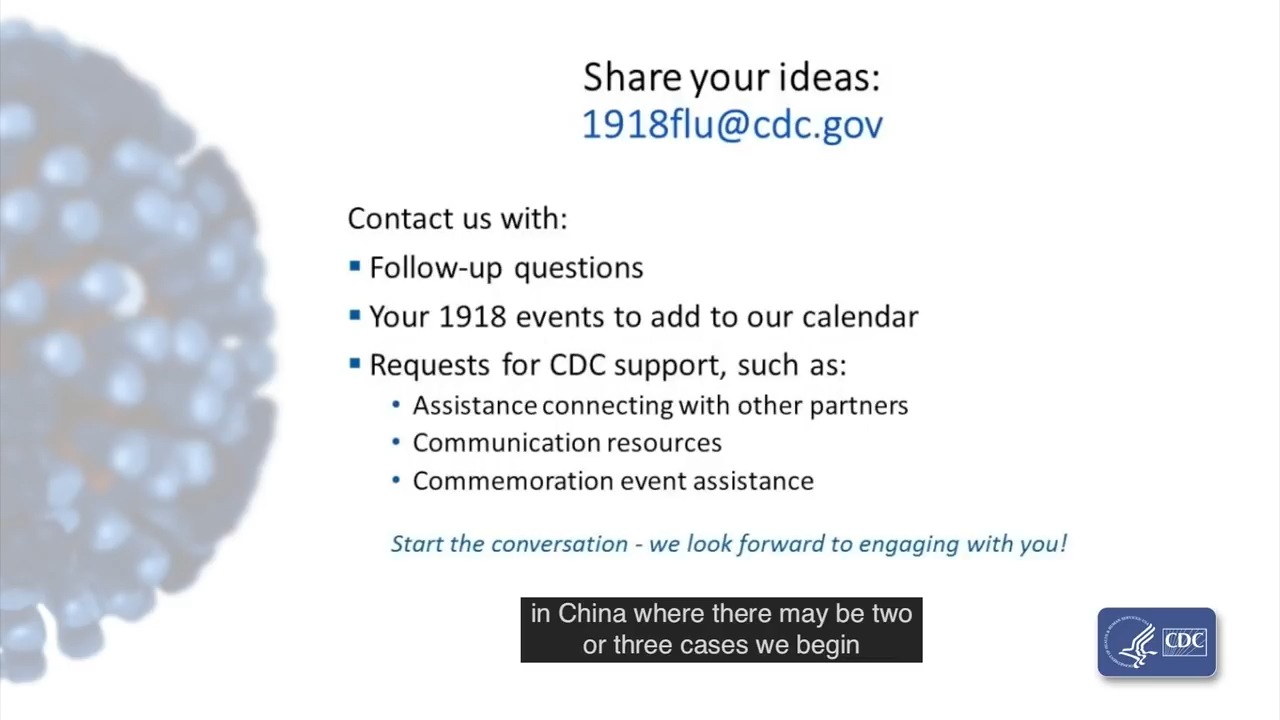 Share your ideas:
1918flu@cdc.gov
Contact us with:
▪ Follow-up questions
▪ Your 1918 events to add to our calendar
▪ Requests for CDC support, such as:
• Assistance connecting with other partners
• Communication resources
• Commemoration event assistance
Start the conversation - we look forward to engaging with you!
in China where there may be two
or three cases we begin
CDC